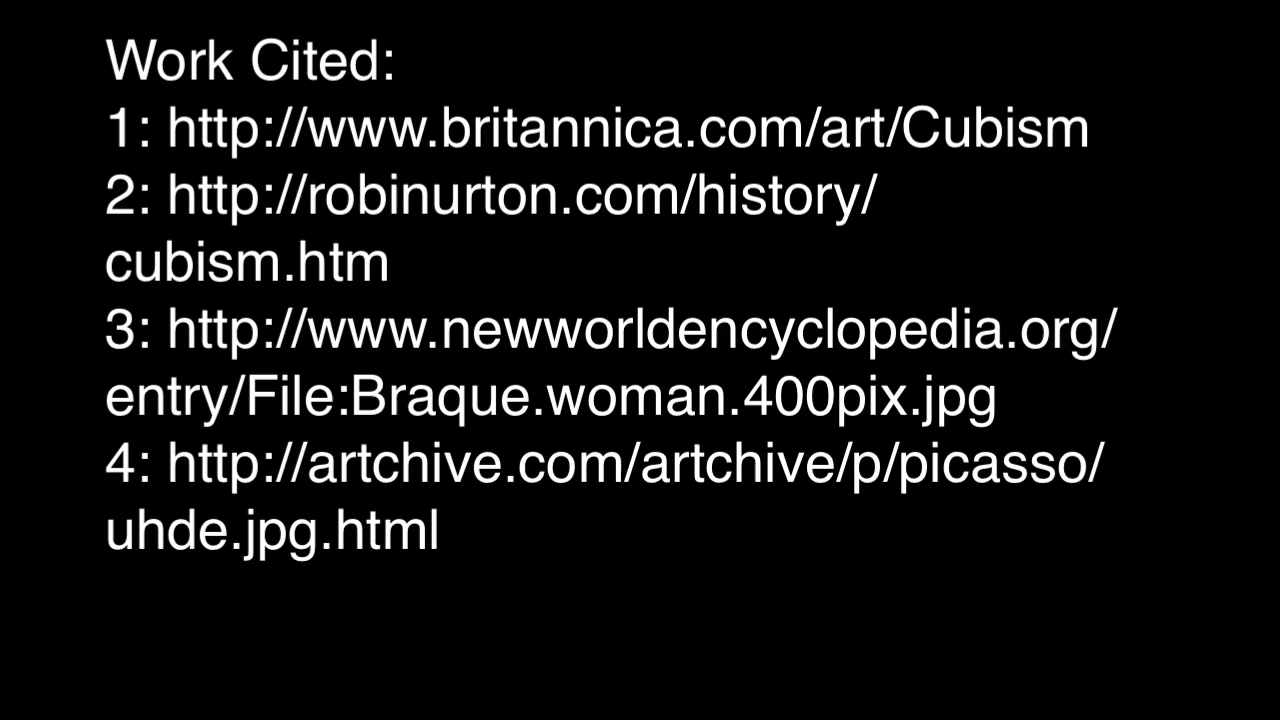 Work Cited:
1: http://www.britannica.com/art/Cubism
2: http://robinurton.com/history/
cubism.htm
3: http://www.newworldencyclopedia.org/
entry/File:Braque.woman.400pix.jpg
4: http://artchive.com/artchive/p/picasso/
uhde.jpg.html